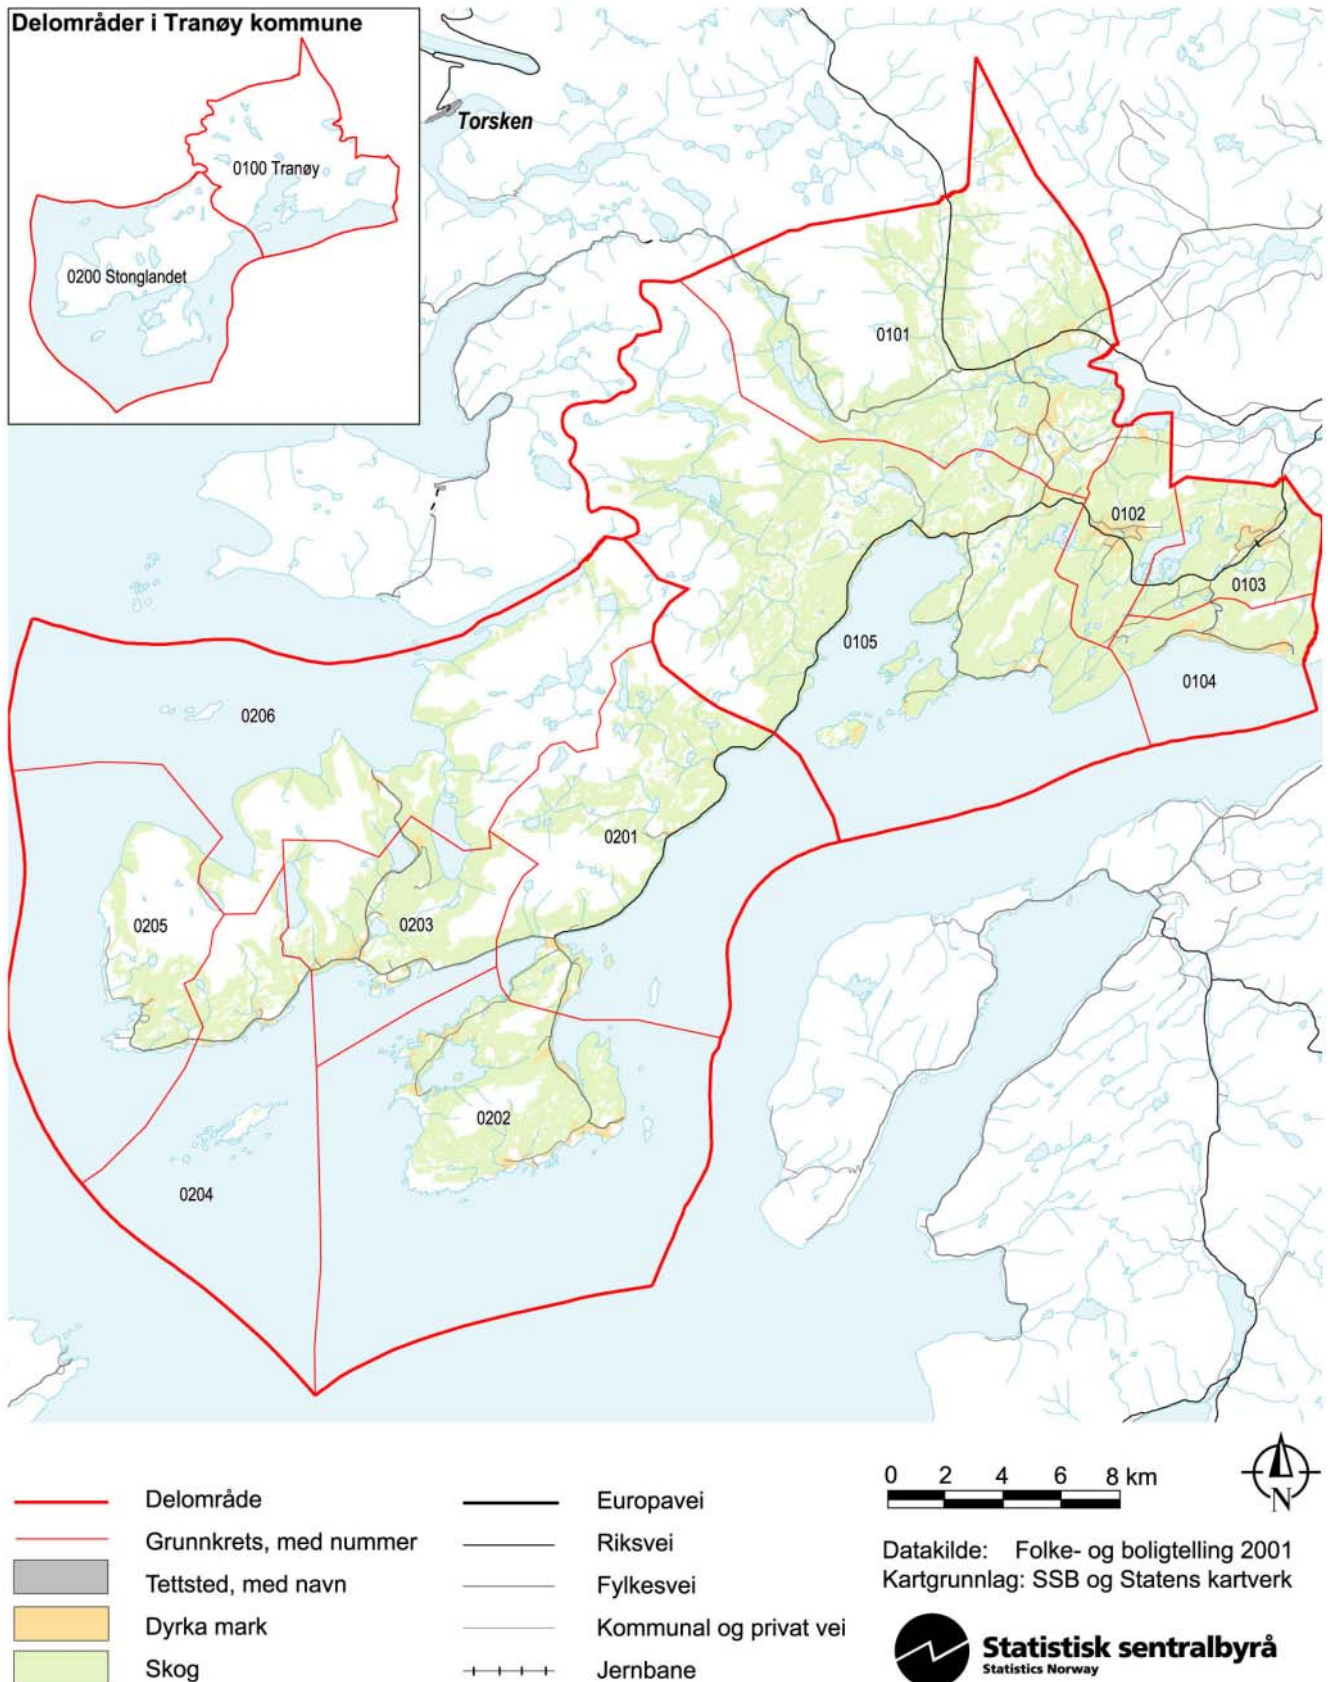 Delområder i Tranøy kommune
0100 Tranøy
0200 Stonglandet
Torsken
0101
0102
0103
0105
0104
0206
0201
0205
0203
0202
0204
Delområde
Grunnkrets, med nummer
Tettsted, med navn
Dyrka mark
Skog
Europavei
Riksvei
Fylkesvei
Kommunal og privat vei
Jernbane
0 2 4 6 8 km
N
Datakilde: Folke- og boligtelling 2001
Kartgrunnlag: SSB og Statens kartverk
Statistisk sentralbyrå
Statistics Norway